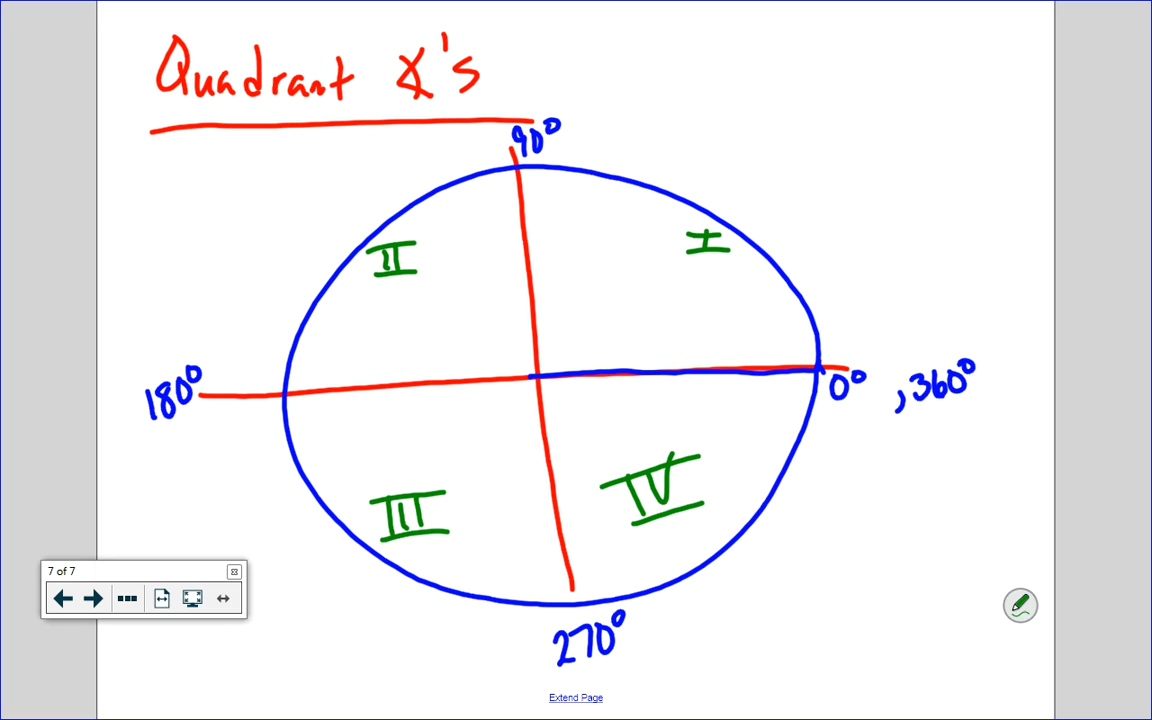 Quadrant ∡'s
90°
II
I
180°
0°, 360°
III
IV
7 of 7
270°
Extend Page